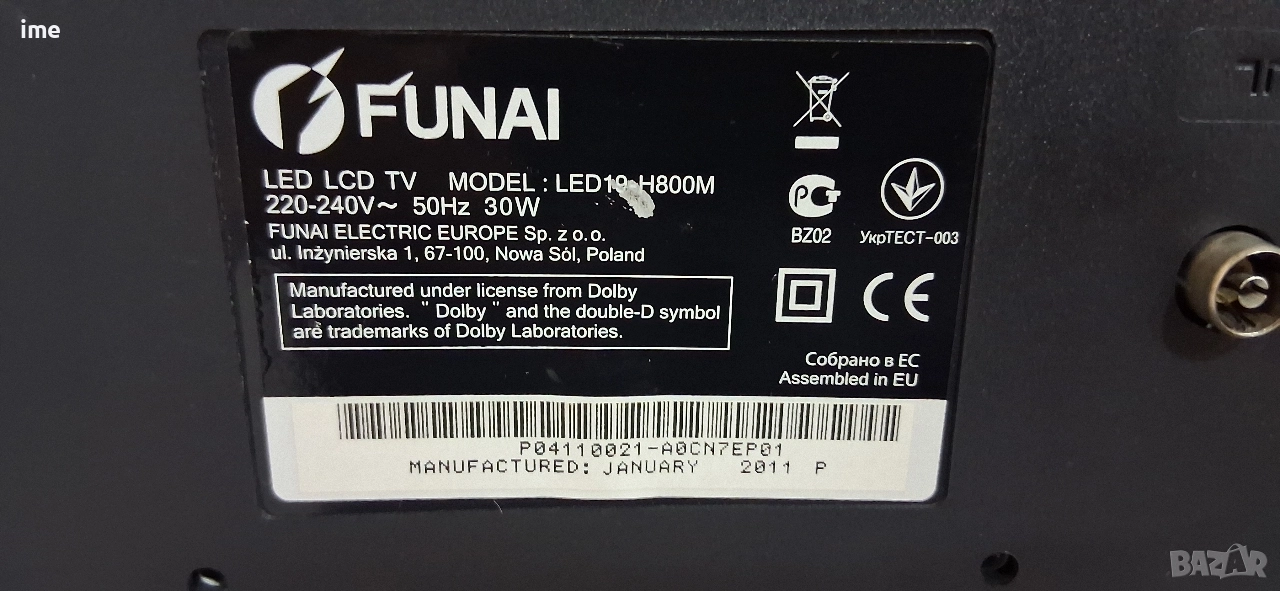 ime
FUNAI
LED LCD TV MODEL : LED19-H800M
220-240V~ 50Hz 30W
FUNAI ELECTRIC EUROPE Sp. z o.o.
ul. Inżynierska 1, 67-100, Nowa Sól, Poland
Manufactured under license from Dolby
Laboratories. " Dolby " and the double-D symbol
are trademarks of Dolby Laboratories.
PCT
BZ02
УкрТЕСТ-003
CE
Собрано в ЕС
Assembled in EU
P04110021-A0CN7EP01
MANUFACTURED: JANUARY 2011 P
BAZAR